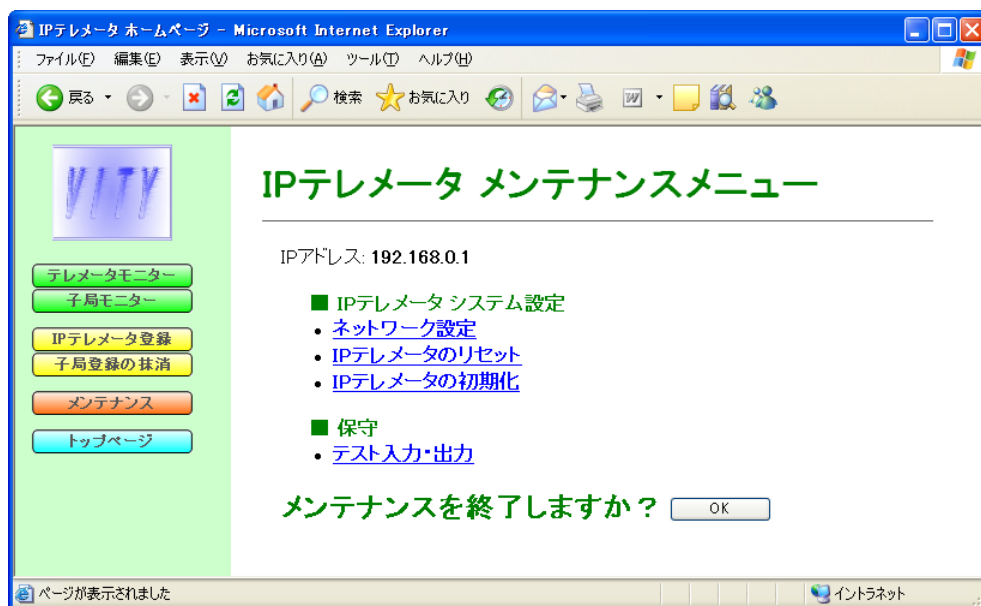 IPテレメータ ホームページ - Microsoft Internet Explorer
ファイル(F) 編集(E) 表示(V) お気に入り(A) ツール(T) ヘルプ(H)
戻る 検索 お気に入り
VITY
テレメータモニター
子局モニター
IPテレメータ登録
子局登録の抹消
メンテナンス
トップページ
IPテレメータ メンテナンスメニュー
IPアドレス: 192.168.0.1
■ IPテレメータ システム設定
• ネットワーク設定
• IPテレメータのリセット
• IPテレメータの初期化
■ 保守
• テスト入力・出力
メンテナンスを終了しますか? OK
ページが表示されました イントラネット